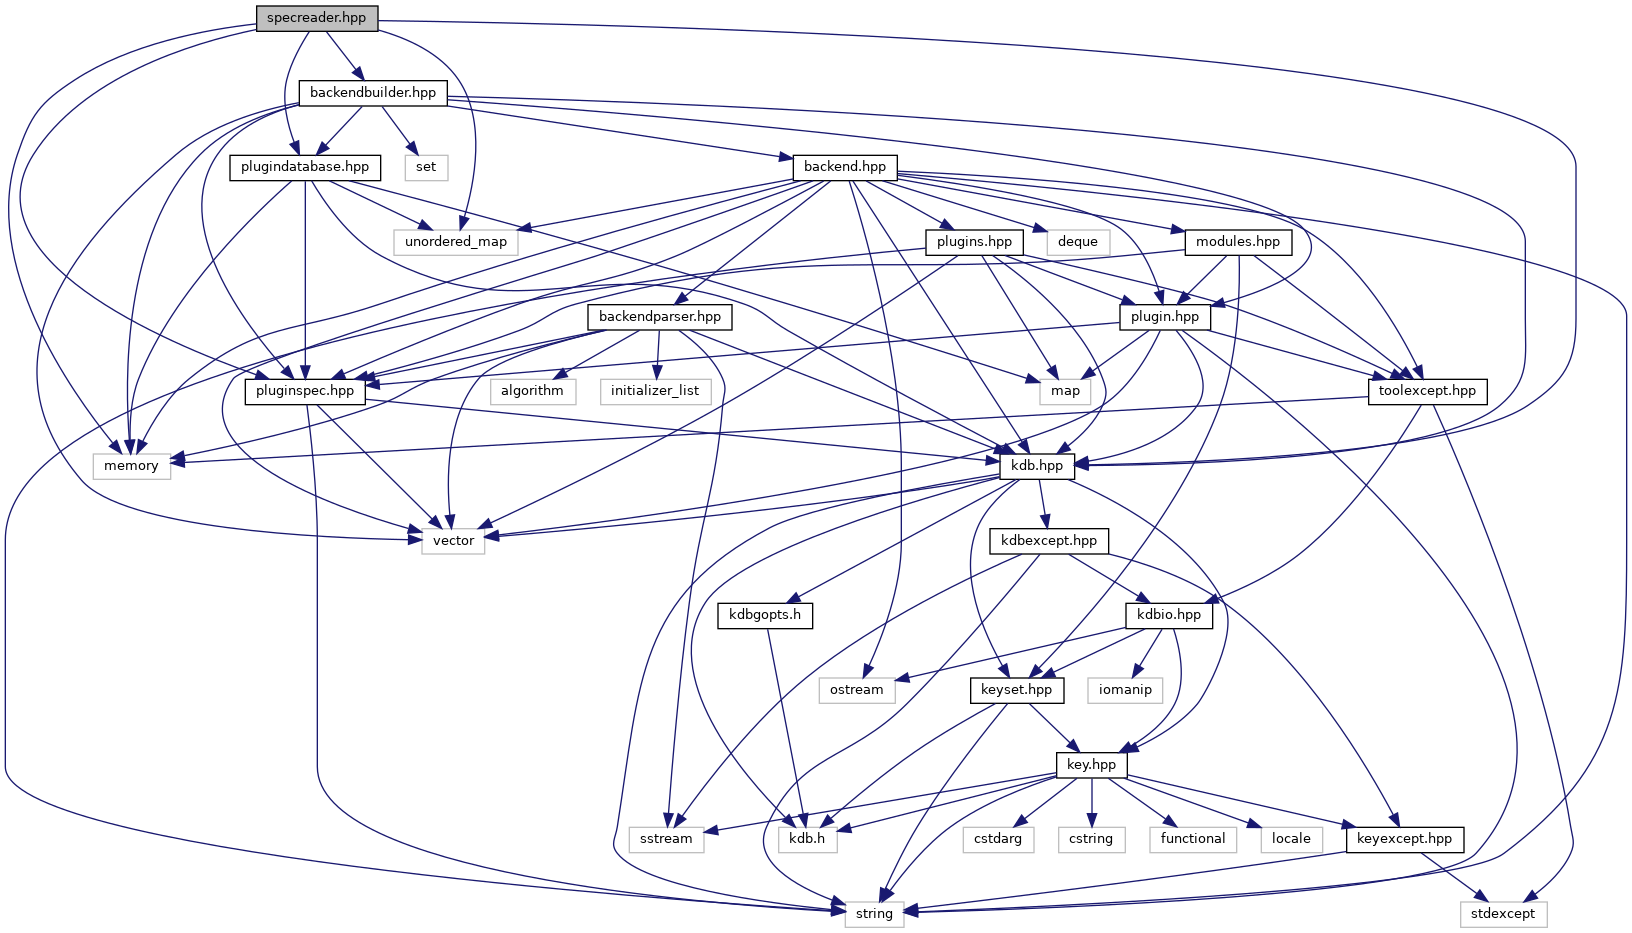 specreader.hpp
backendbuilder.hpp
plugindatabase.hpp
set
backend.hpp
unordered_map
plugins.hpp
deque
modules.hpp
backendparser.hpp
plugin.hpp
pluginspec.hpp
algorithm
initializer_list
map
toolexcept.hpp
memory
kdb.hpp
vector
kdbexcept.hpp
kdbgopts.h
kdbio.hpp
ostream
keyset.hpp
iomanip
key.hpp
sstream
kdb.h
cstdarg
cstring
functional
locale
keyexcept.hpp
string
stdexcept